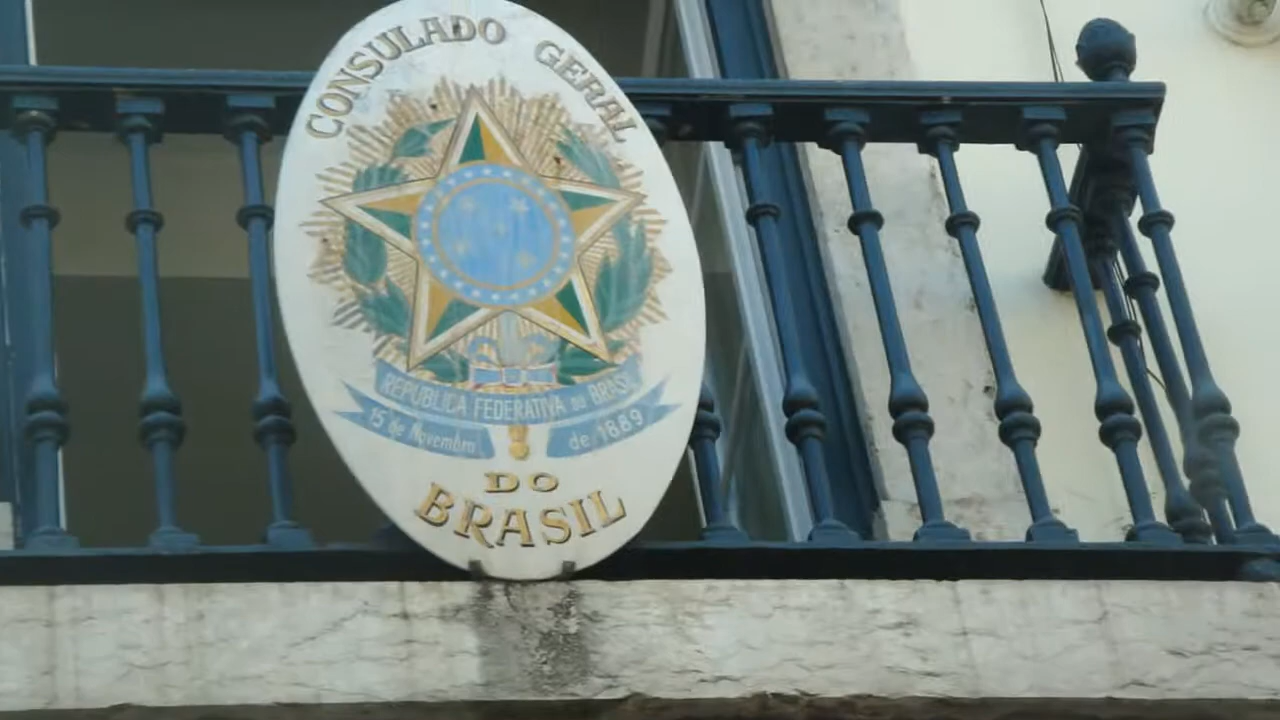 CONSULADO GERAL
REPUBLICA FEDERATIVA DO BRASIL
15 de Novembro
de 1889
DO
BRASIL